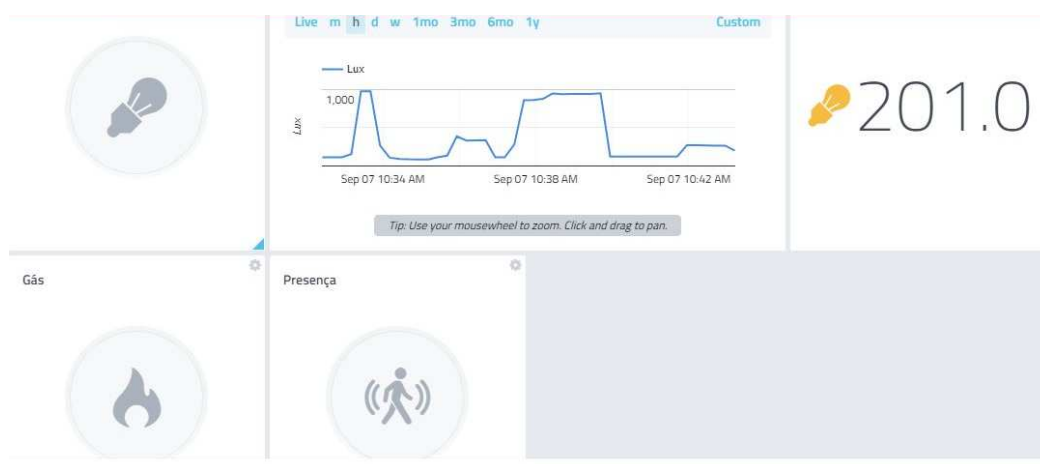 Live m h d w 1mo 3mo 6mo 1y Custom
Lux
1,000
Lux
Sep 07 10:34 AM Sep 07 10:38 AM Sep 07 10:42 AM
201.0
Tip: Use your mousewheel to zoom. Click and drag to pan.
Gás
Presença